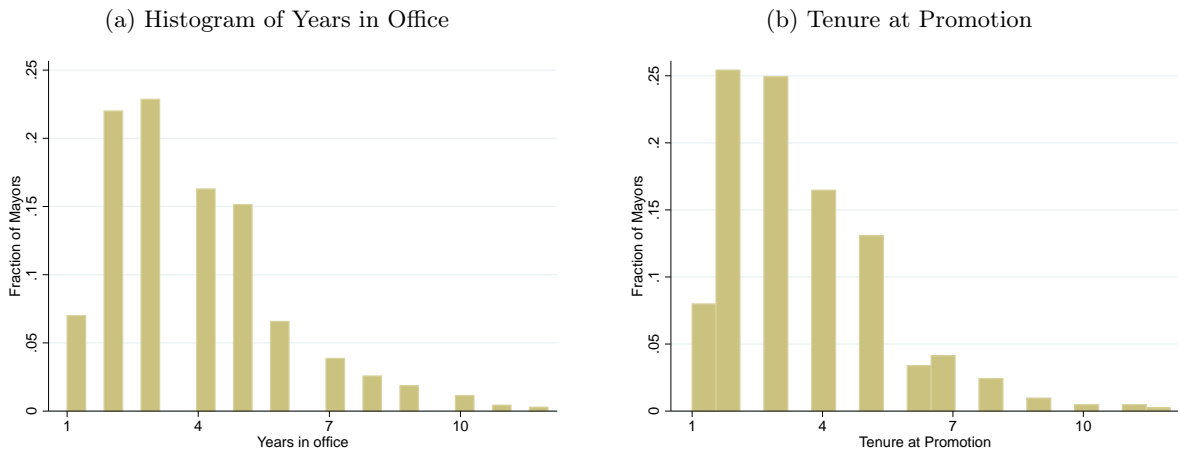 (a) Histogram of Years in Office
.25
.2
.15
.1
.05
0
Fraction of Mayors
1 4 7 10
Years in office
(b) Tenure at Promotion
.25
.2
.15
.1
.05
0
Fraction of Mayors
1 4 7 10
Tenure at Promotion